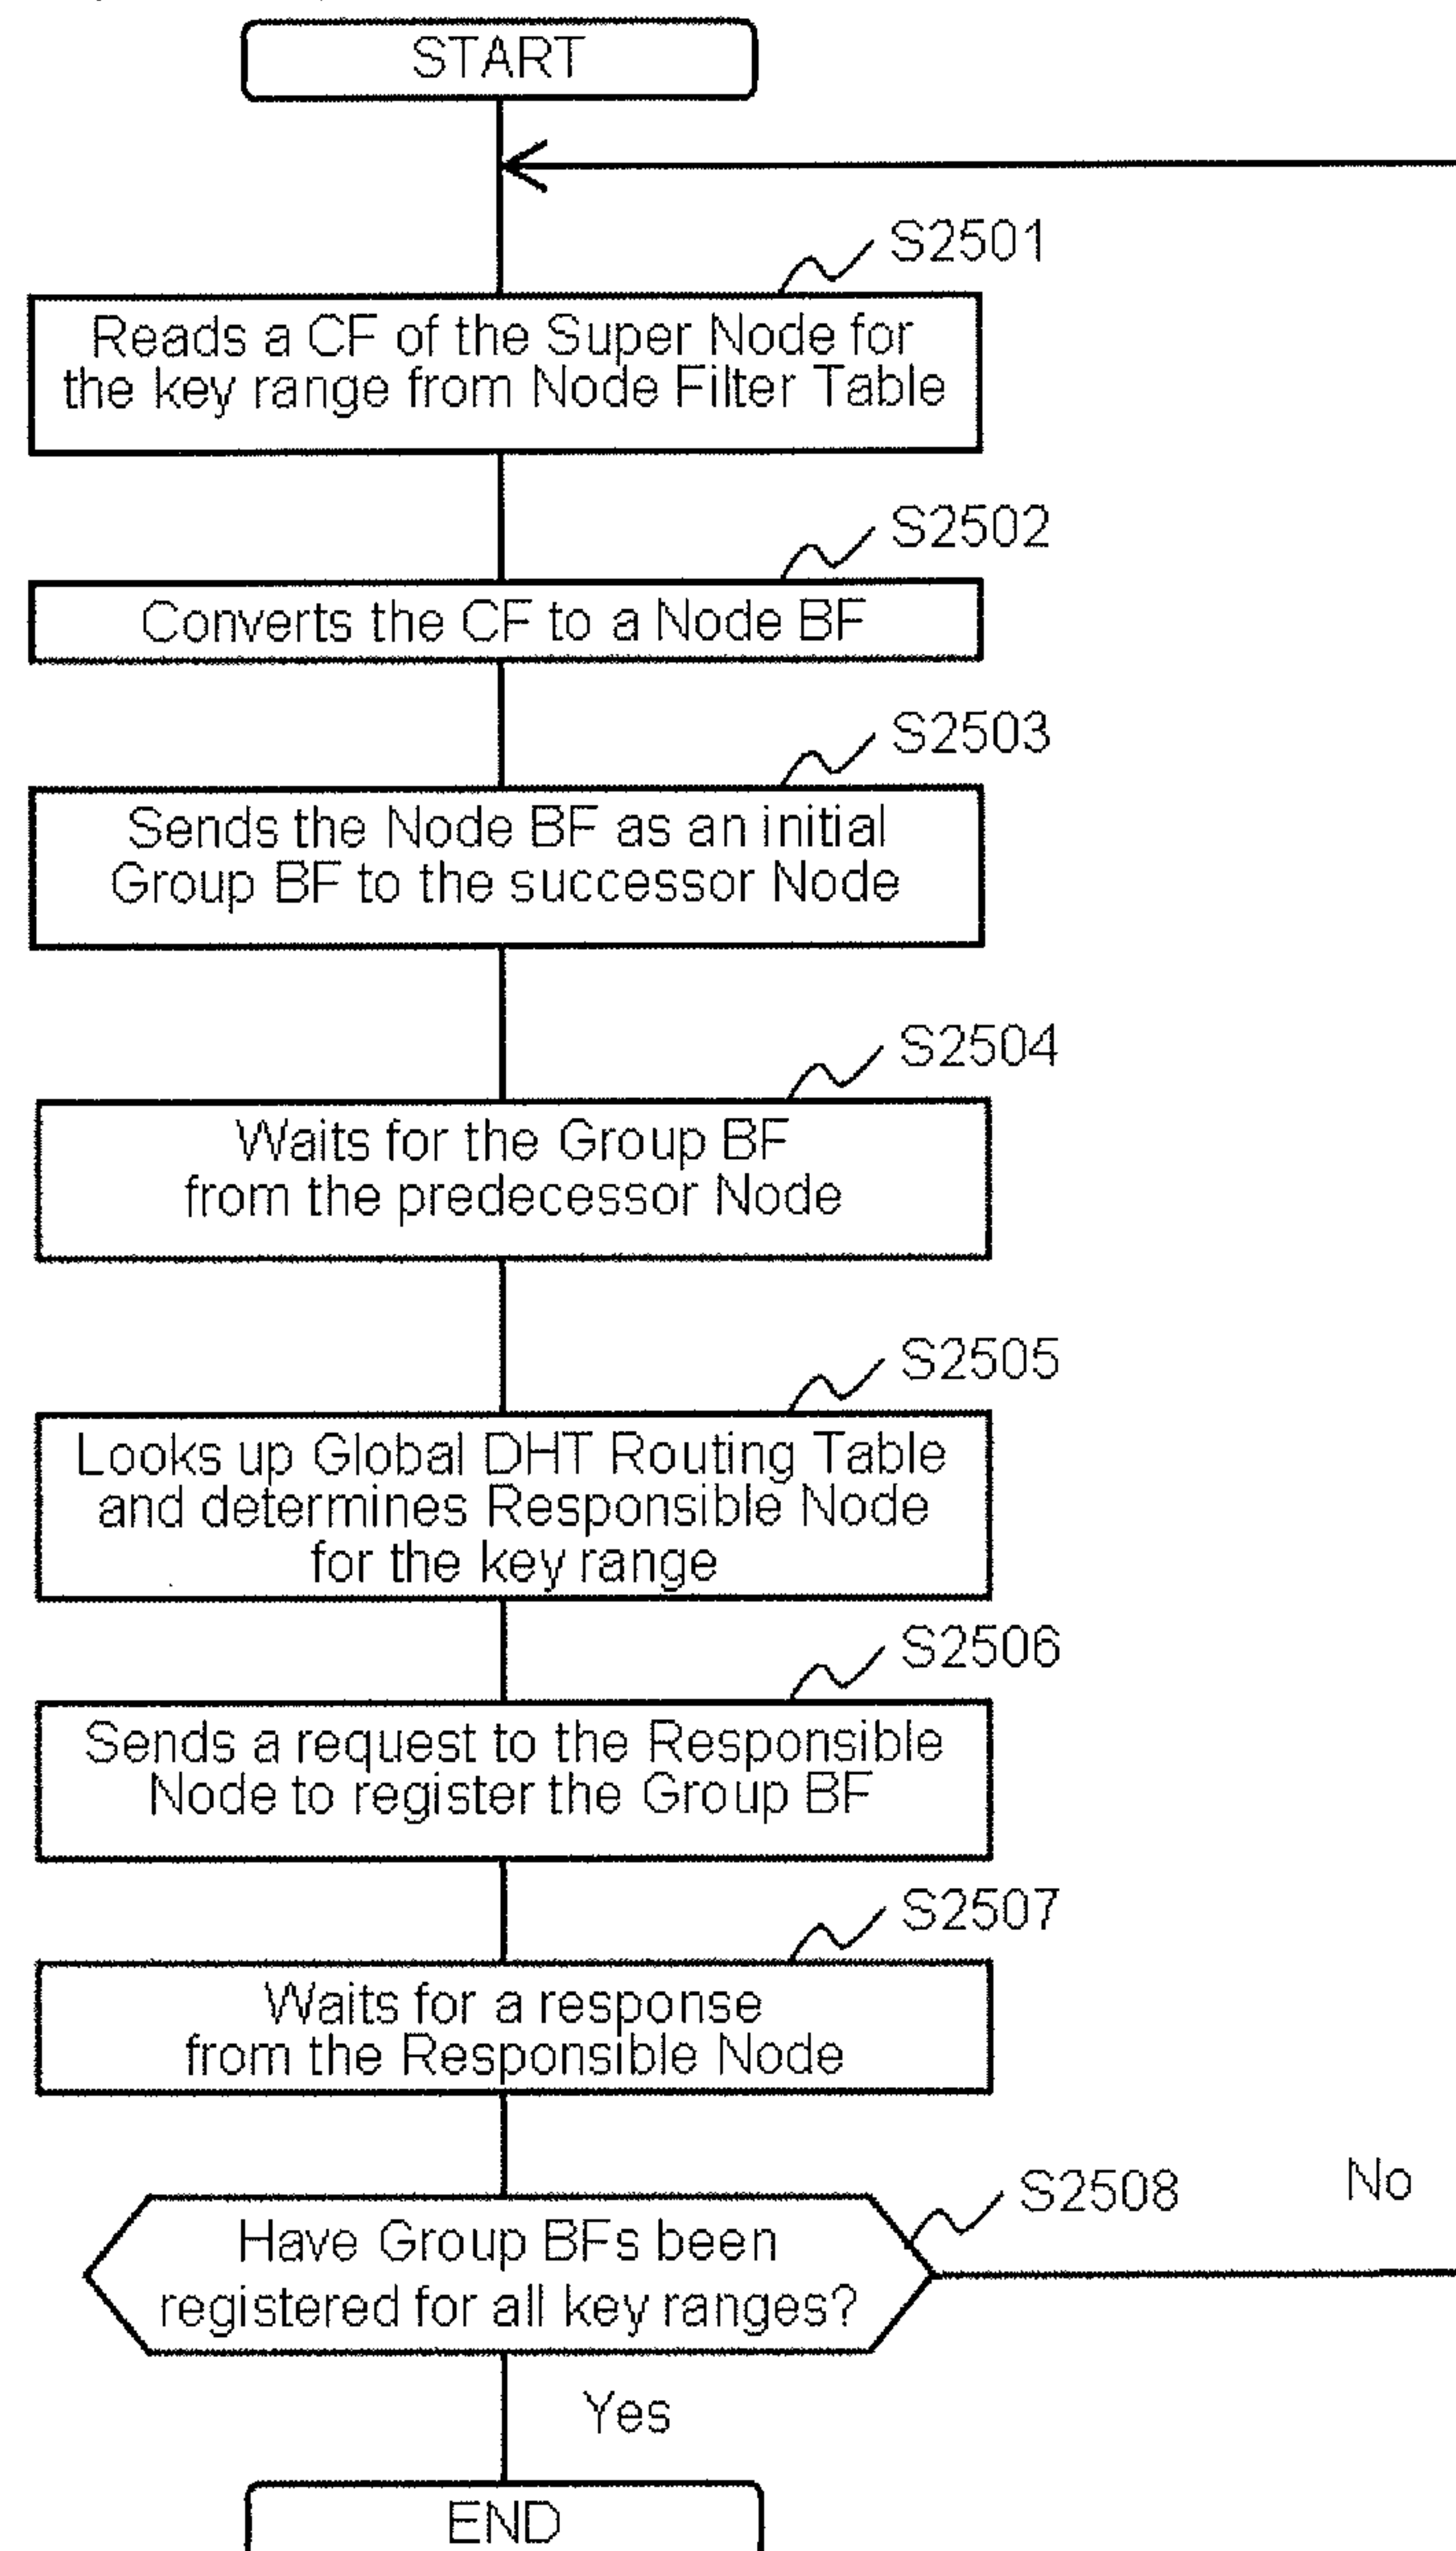 START
S2501
Reads a CF of the Super Node for
the key range from Node Filter Table
S2502
Converts the CF to a Node BF
S2503
Sends the Node BF as an initial
Group BF to the successor Node
S2504
Waits for the Group BF
from the predecessor Node
S2505
Looks up Global DHT Routing Table
and determines Responsible Node
for the key range
S2506
Sends a request to the Responsible
Node to register the Group BF
S2507
Waits for a response
from the Responsible Node
S2508
No
Have Group BFs been
registered for all key ranges?
Yes
END